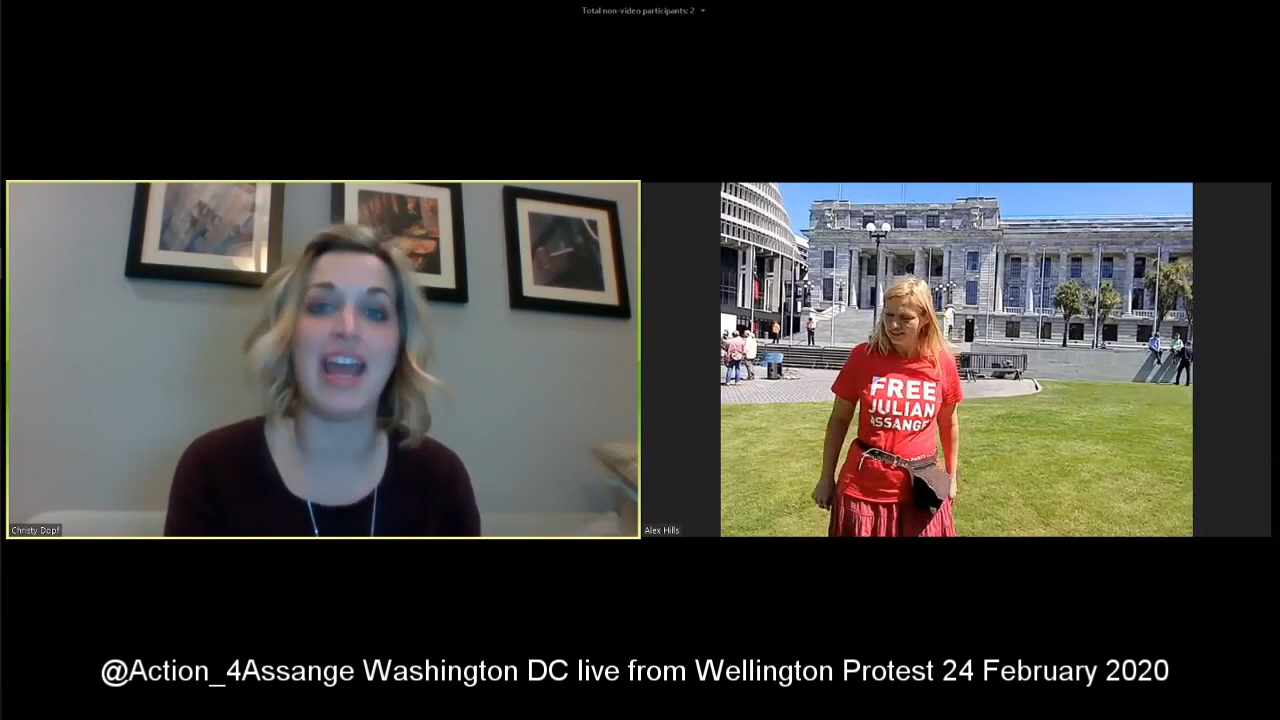 Total non-video participants: 2
FREE
JULIAN
ASSANGE
Christy Dopf
Alex Hills
@Action_4Assange Washington DC live from Wellington Protest 24 February 2020